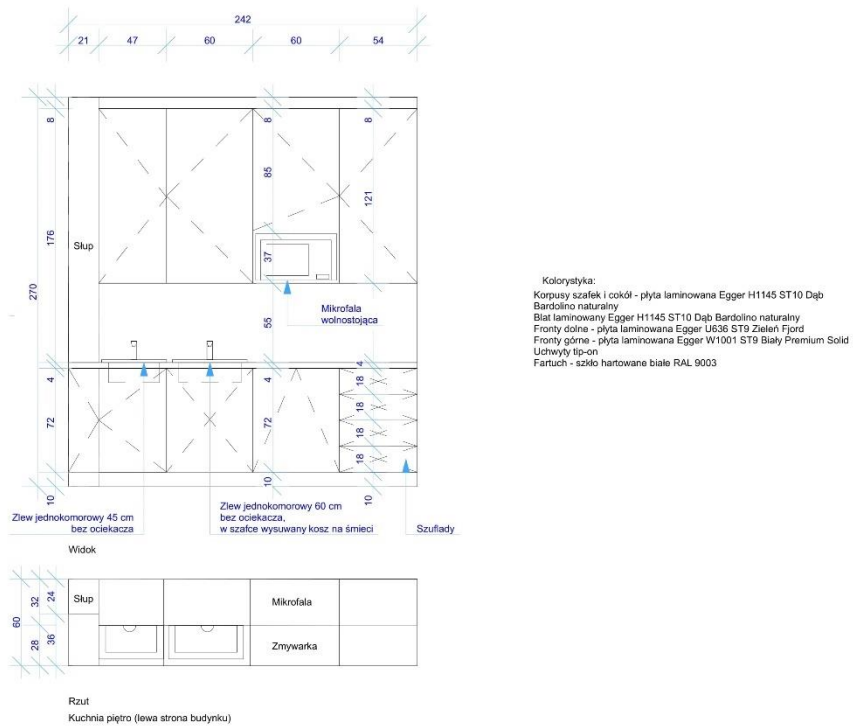 242
21 47 60 60 54
8 8 8
85
121
176
Słup
37
270
Mikrofala
wolnostojąca
55
4 4 4
18
72 72 18
18
18
10 10 10
Zlew jednokomorowy 45 cm
bez ociekacza
Zlew jednokomorowy 60 cm
bez ociekacza,
w szafce wysuwany kosz na śmieci
Szuflady
Widok
Kolorystyka:
Korpusy szafek i cokół - płyta laminowana Egger H1145 ST10 Dąb
Bardolino naturalny
Blat laminowany Egger H1145 ST10 Dąb Bardolino naturalny
Fronty dolne - płyta laminowana Egger U636 ST9 Zieleń Fjord
Fronty górne - płyta laminowana Egger W1001 ST9 Biały Premium Solid
Uchwyty tip-on
Fartuch - szkło hartowane białe RAL 9003
60 32 24 Słup Mikrofala
28 36 Zmywarka
Rzut
Kuchnia piętro (lewa strona budynku)